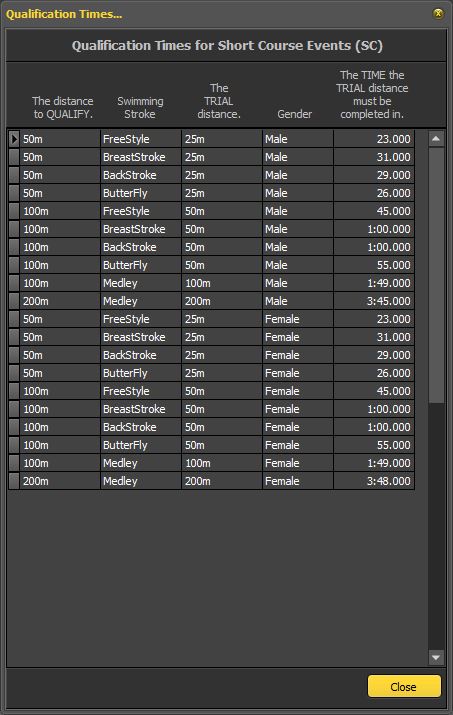 Qualification Times...
Qualification Times for Short Course Events (SC)
The distance to QUALIFY. Swimming Stroke The TRIAL distance. Gender The TIME the TRIAL distance must be completed in.
50m FreeStyle 25m Male 23.000
50m BreastStroke 25m Male 31.000
50m BackStroke 25m Male 29.000
50m ButterFly 25m Male 26.000
100m FreeStyle 50m Male 45.000
100m BreastStroke 50m Male 1:00.000
100m BackStroke 50m Male 1:00.000
100m ButterFly 50m Male 55.000
100m Medley 100m Male 1:49.000
200m Medley 200m Male 3:45.000
50m FreeStyle 25m Female 23.000
50m BreastStroke 25m Female 31.000
50m BackStroke 25m Female 29.000
50m ButterFly 25m Female 26.000
100m FreeStyle 50m Female 45.000
100m BreastStroke 50m Female 1:00.000
100m BackStroke 50m Female 1:00.000
100m ButterFly 50m Female 55.000
100m Medley 100m Female 1:49.000
200m Medley 200m Female 3:48.000
Close